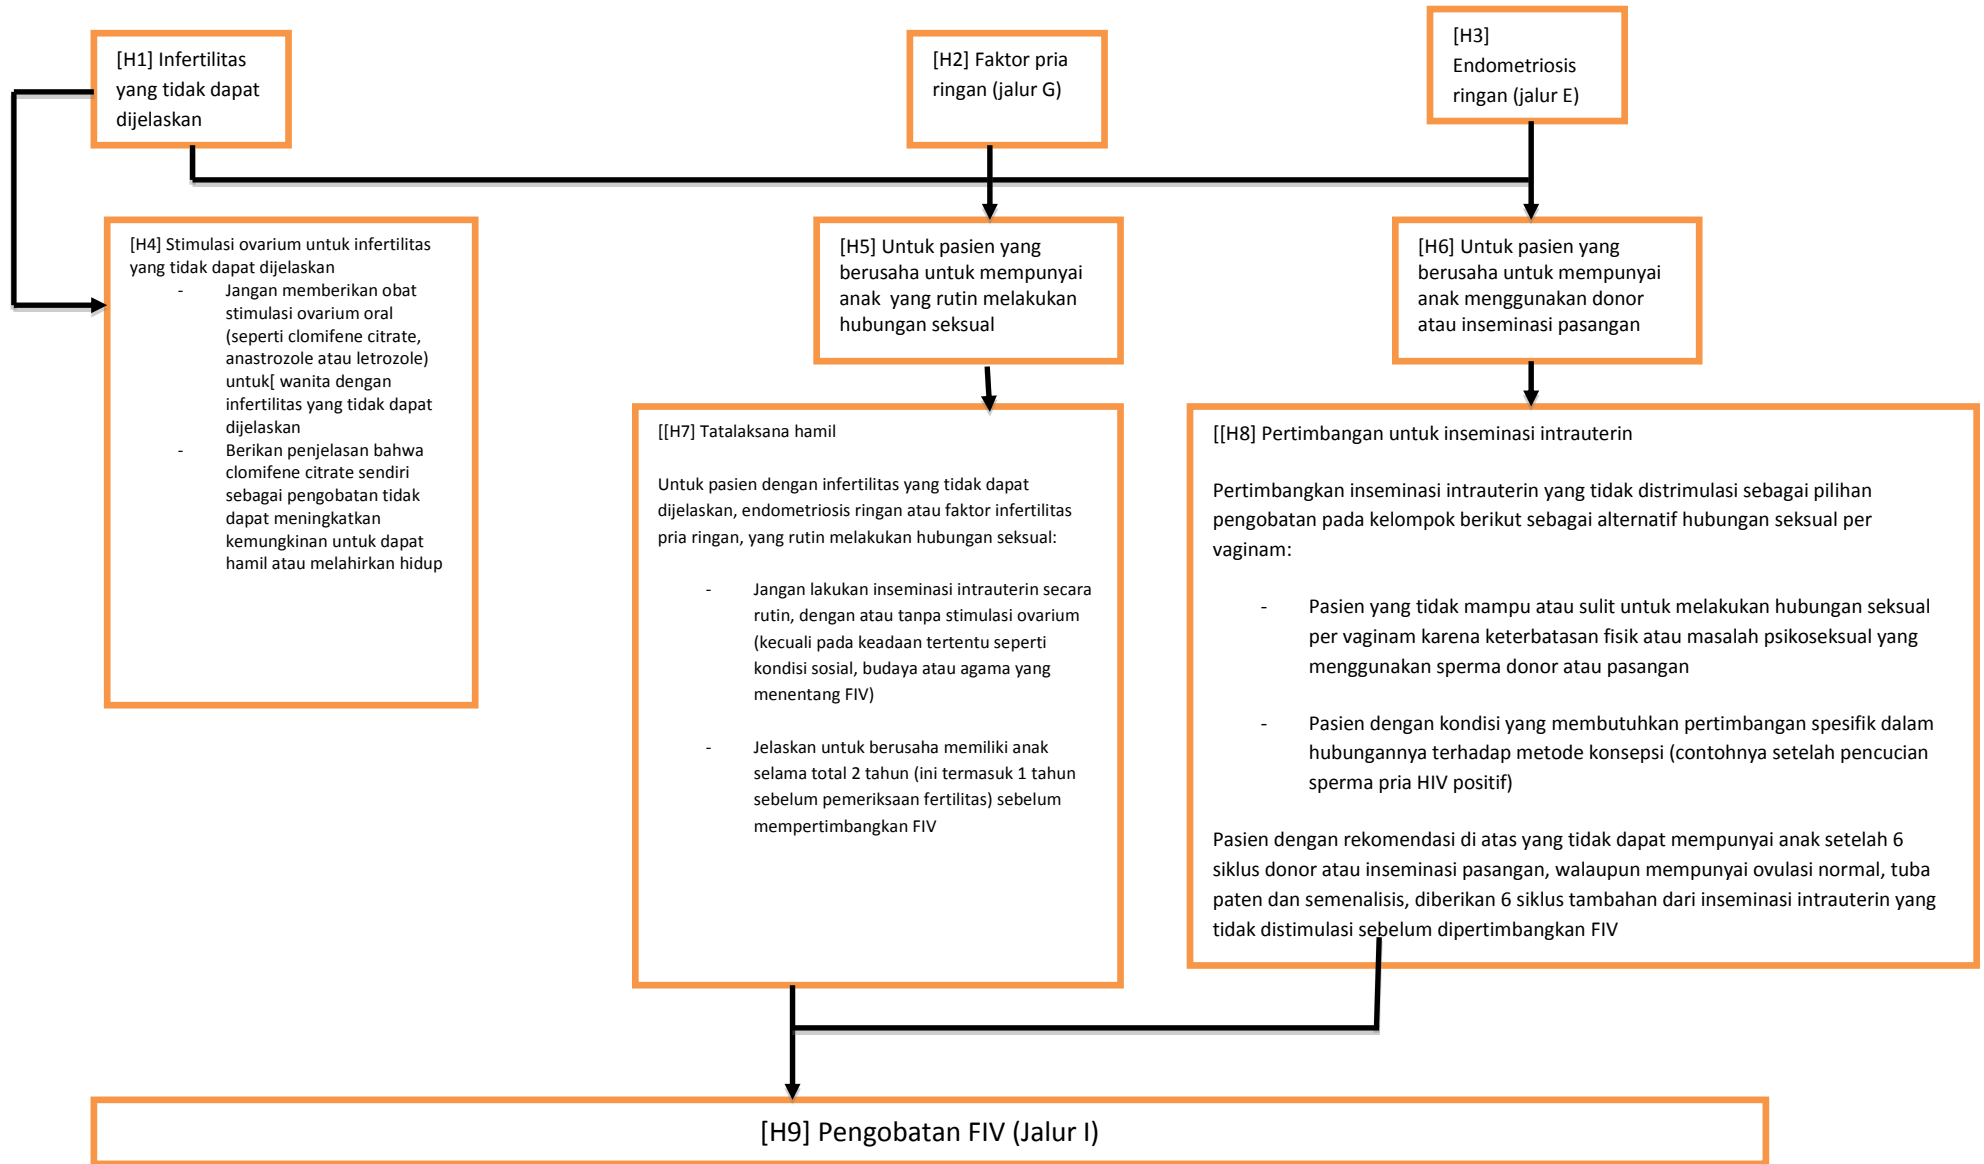 [H1] Infertilitas
yang tidak dapat
dijelaskan
[H2] Faktor pria
ringan (jalur G)
[H3]
Endometriosis
ringan (jalur E)
[H4] Stimulasi ovarium untuk infertilitas
yang tidak dapat dijelaskan
- Jangan memberikan obat
stimulasi ovarium oral
(seperti clomifene citrate,
anastrozole atau letrozole)
untuk[ wanita dengan
infertilitas yang tidak dapat
dijelaskan
- Berikan penjelasan bahwa
clomifene citrate sendiri
sebagai pengobatan tidak
dapat meningkatkan
kemungkinan untuk dapat
hamil atau melahirkan hidup
[H5] Untuk pasien yang
berusaha untuk mempunyai
anak yang rutin melakukan
hubungan seksual
[H6] Untuk pasien yang
berusaha untuk mempunyai
anak menggunakan donor
atau inseminasi pasangan
[[H7] Tatalaksana hamil
Untuk pasien dengan infertilitas yang tidak dapat
dijelaskan, endometriosis ringan atau faktor infertilitas
pria ringan, yang rutin melakukan hubungan seksual:
- Jangan lakukan inseminasi intrauterin secara
rutin, dengan atau tanpa stimulasi ovarium
(kecuali pada keadaan tertentu seperti
kondisi sosial, budaya atau agama yang
menentang FIV)
- Jelaskan untuk berusaha memiliki anak
selama total 2 tahun (ini termasuk 1 tahun
sebelum pemeriksaan fertilitas) sebelum
mempertimbangkan FIV
[[H8] Pertimbangan untuk inseminasi intrauterin
Pertimbangkan inseminasi intrauterin yang tidak distrimulasi sebagai pilihan
pengobatan pada kelompok berikut sebagai alternatif hubungan seksual per
vaginam:
- Pasien yang tidak mampu atau sulit untuk melakukan hubungan seksual
per vaginam karena keterbatasan fisik atau masalah psikoseksual yang
menggunakan sperma donor atau pasangan
- Pasien dengan kondisi yang membutuhkan pertimbangan spesifik dalam
hubungannya terhadap metode konsepsi (contohnya setelah pencucian
sperma pria HIV positif)
Pasien dengan rekomendasi di atas yang tidak dapat mempunyai anak setelah 6
siklus donor atau inseminasi pasangan, walaupun mempunyai ovulasi normal, tuba
paten dan semenalisis, diberikan 6 siklus tambahan dari inseminasi intrauterin yang
tidak distimulasi sebelum dipertimbangkan FIV
[H9] Pengobatan FIV (Jalur I)